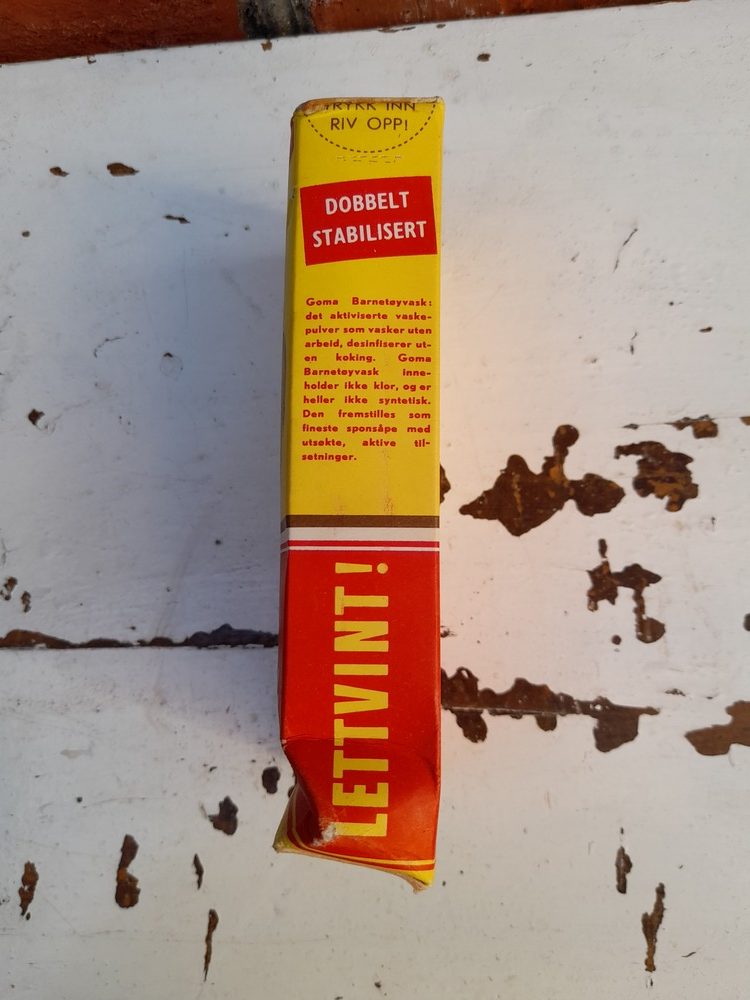 TRYKK INN
RIV OPP!
DOBBELT
STABILISERT
Goma Barnetøyvask:
det aktiviserte vaske-
pulver som vasker uten
arbeid, desinfiserer ut-
en koking. Goma
Barnetøyvask inne-
holder ikke klor, og er
heller ikke syntetisk.
Den fremstilles som
fineste sponsåpe med
utsøkte, aktive til-
setninger.
LETTVINT!